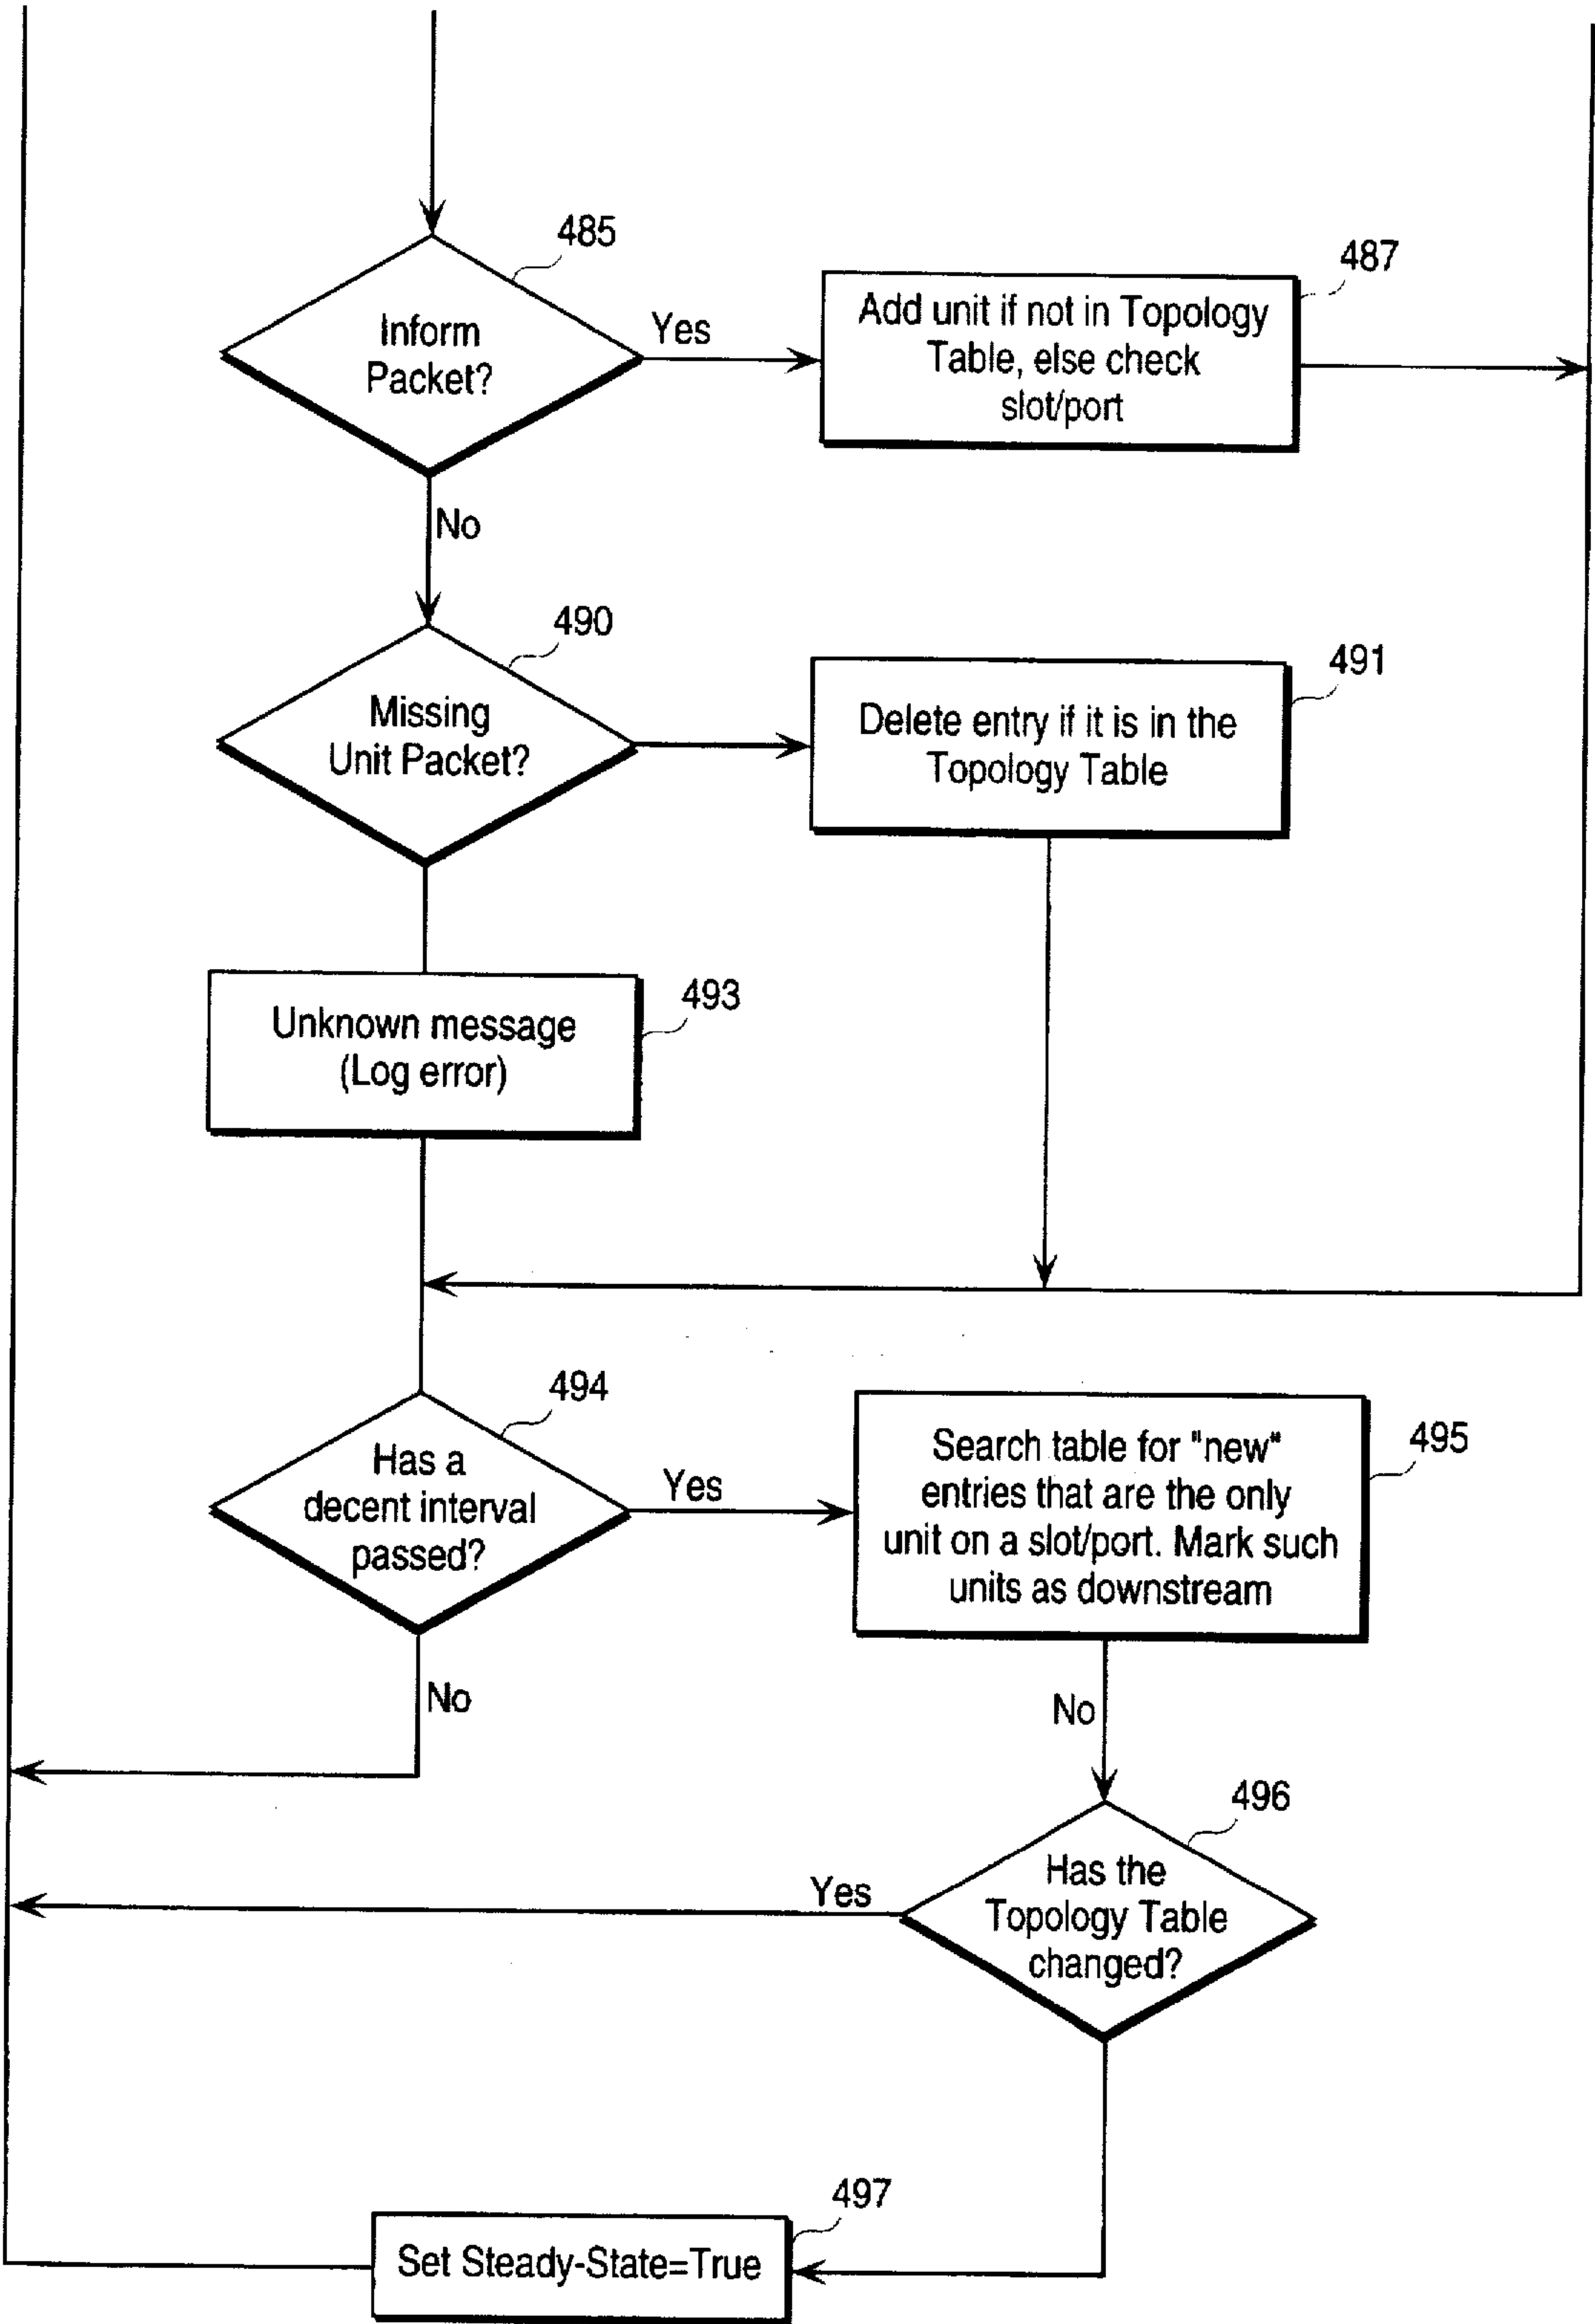 485
Inform
Packet?
Yes
487
Add unit if not in Topology
Table, else check
slot/port
No
490
Missing
Unit Packet?
491
Delete entry if it is in the
Topology Table
493
Unknown message
(Log error)
494
Has a
decent interval
passed?
Yes
495
Search table for "new"
entries that are the only
unit on a slot/port. Mark such
units as downstream
No
No
496
Has the
Topology Table
changed?
Yes
497
Set Steady-State=True